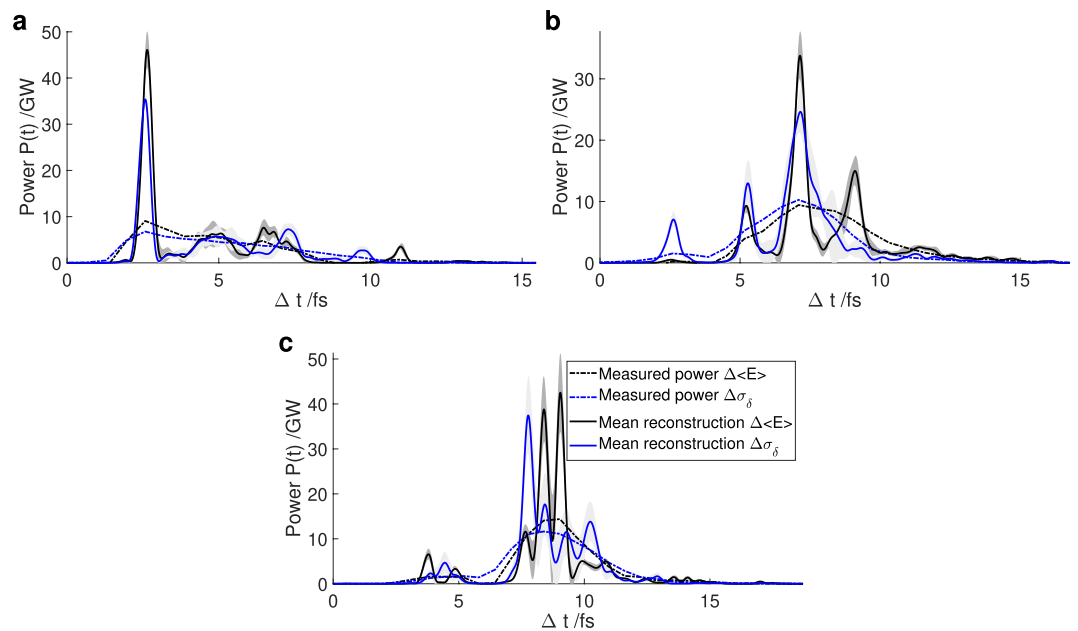 a
b
50
40
30
20
10
0
Power P(t) /GW
0
5
10
15
Δ t /fs
30
20
10
0
Power P(t) /GW
0
5
10
15
Δ t /fs
c
50
40
30
20
10
0
Power P(t) /GW
0
5
10
15
Δ t /fs
Measured power Δ<E>
Measured power Δσδ
Mean reconstruction Δ<E>
Mean reconstruction Δσδ